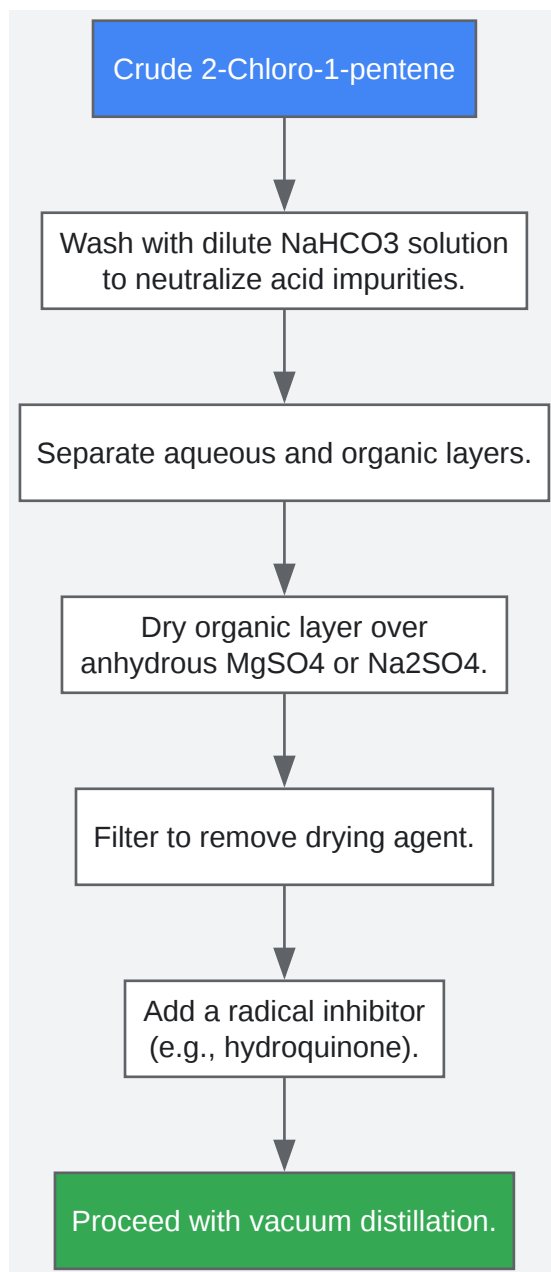 Crude 2-Chloro-1-pentene
Wash with dilute NaHCO3 solution
to neutralize acid impurities.
Separate aqueous and organic layers.
Dry organic layer over
anhydrous MgSO4 or Na2SO4.
Filter to remove drying agent.
Add a radical inhibitor
(e.g., hydroquinone).
Proceed with vacuum distillation.